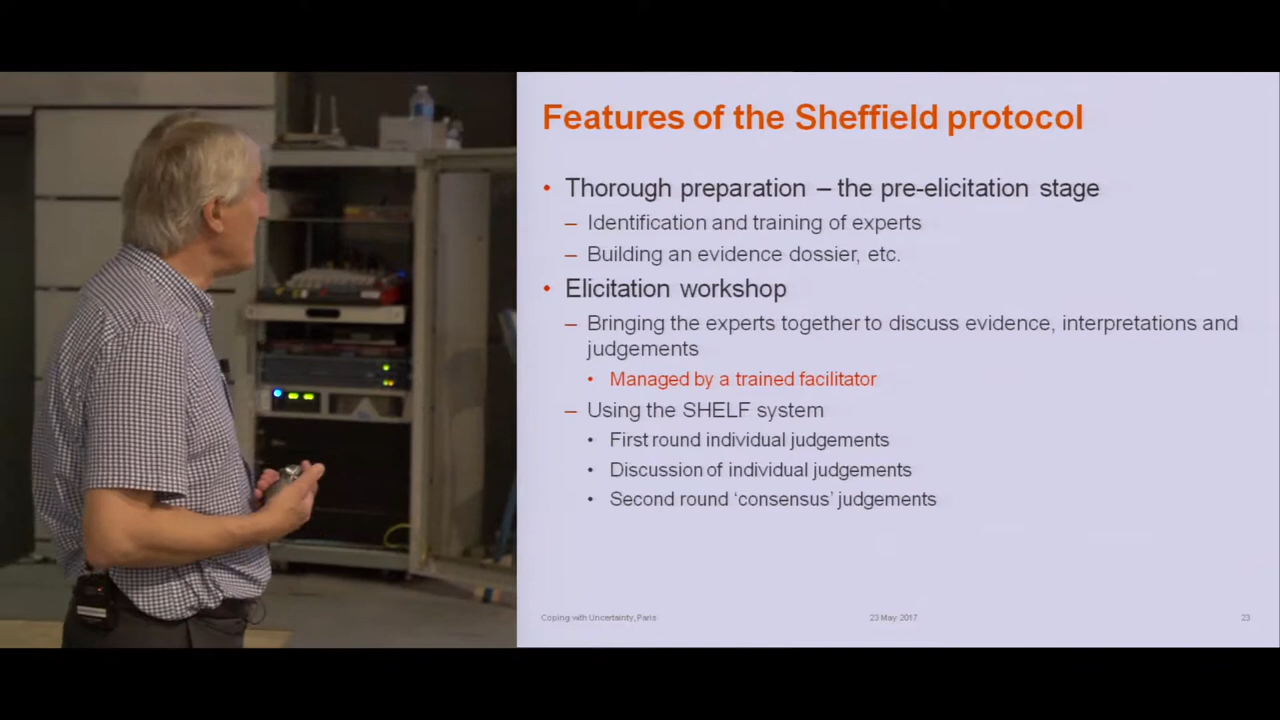 Features of the Sheffield protocol
• Thorough preparation – the pre-elicitation stage
– Identification and training of experts
– Building an evidence dossier, etc.
• Elicitation workshop
– Bringing the experts together to discuss evidence, interpretations and
judgements
• Managed by a trained facilitator
– Using the SHELF system
• First round individual judgements
• Discussion of individual judgements
• Second round ‘consensus’ judgements
Coping with Uncertainty, Paris
23 May 2017
23